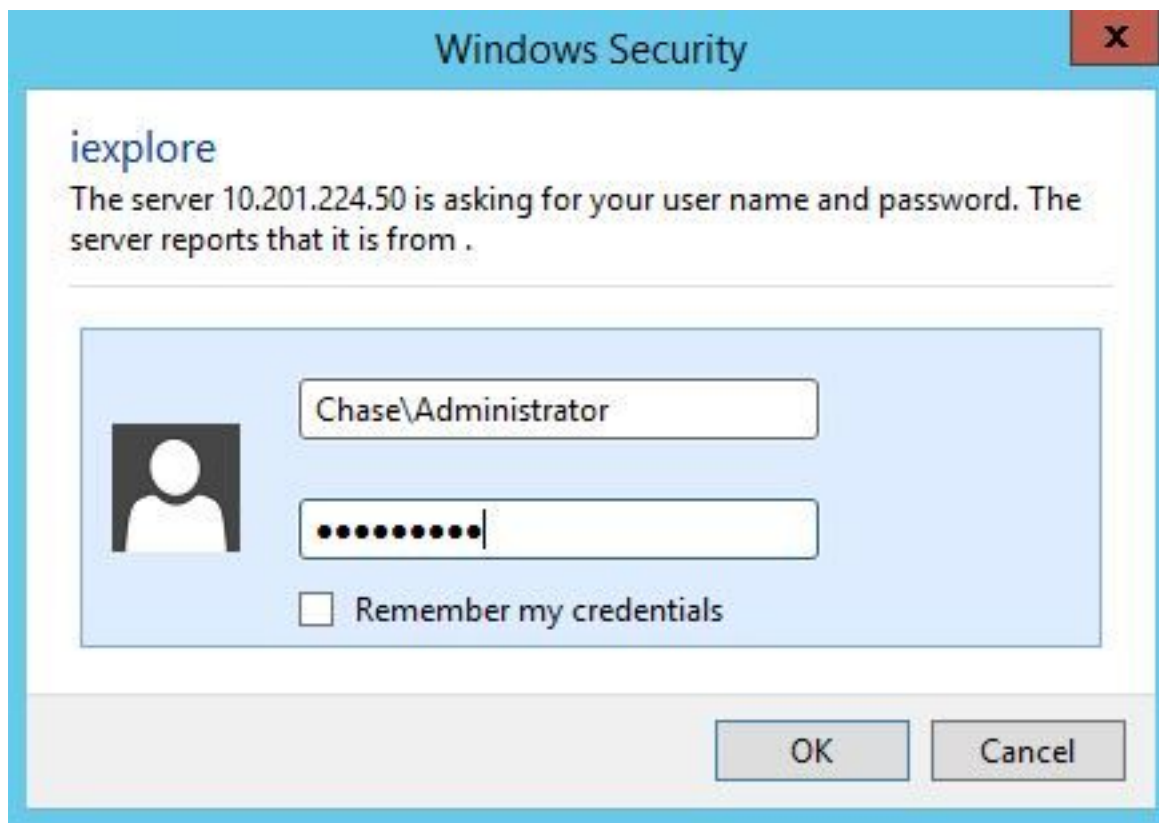 Windows Security
x
iexplore
The server 10.201.224.50 is asking for your user name and password. The
server reports that it is from .
Chase\Administrator
●●●●●●●●●
Remember my credentials
OK
Cancel